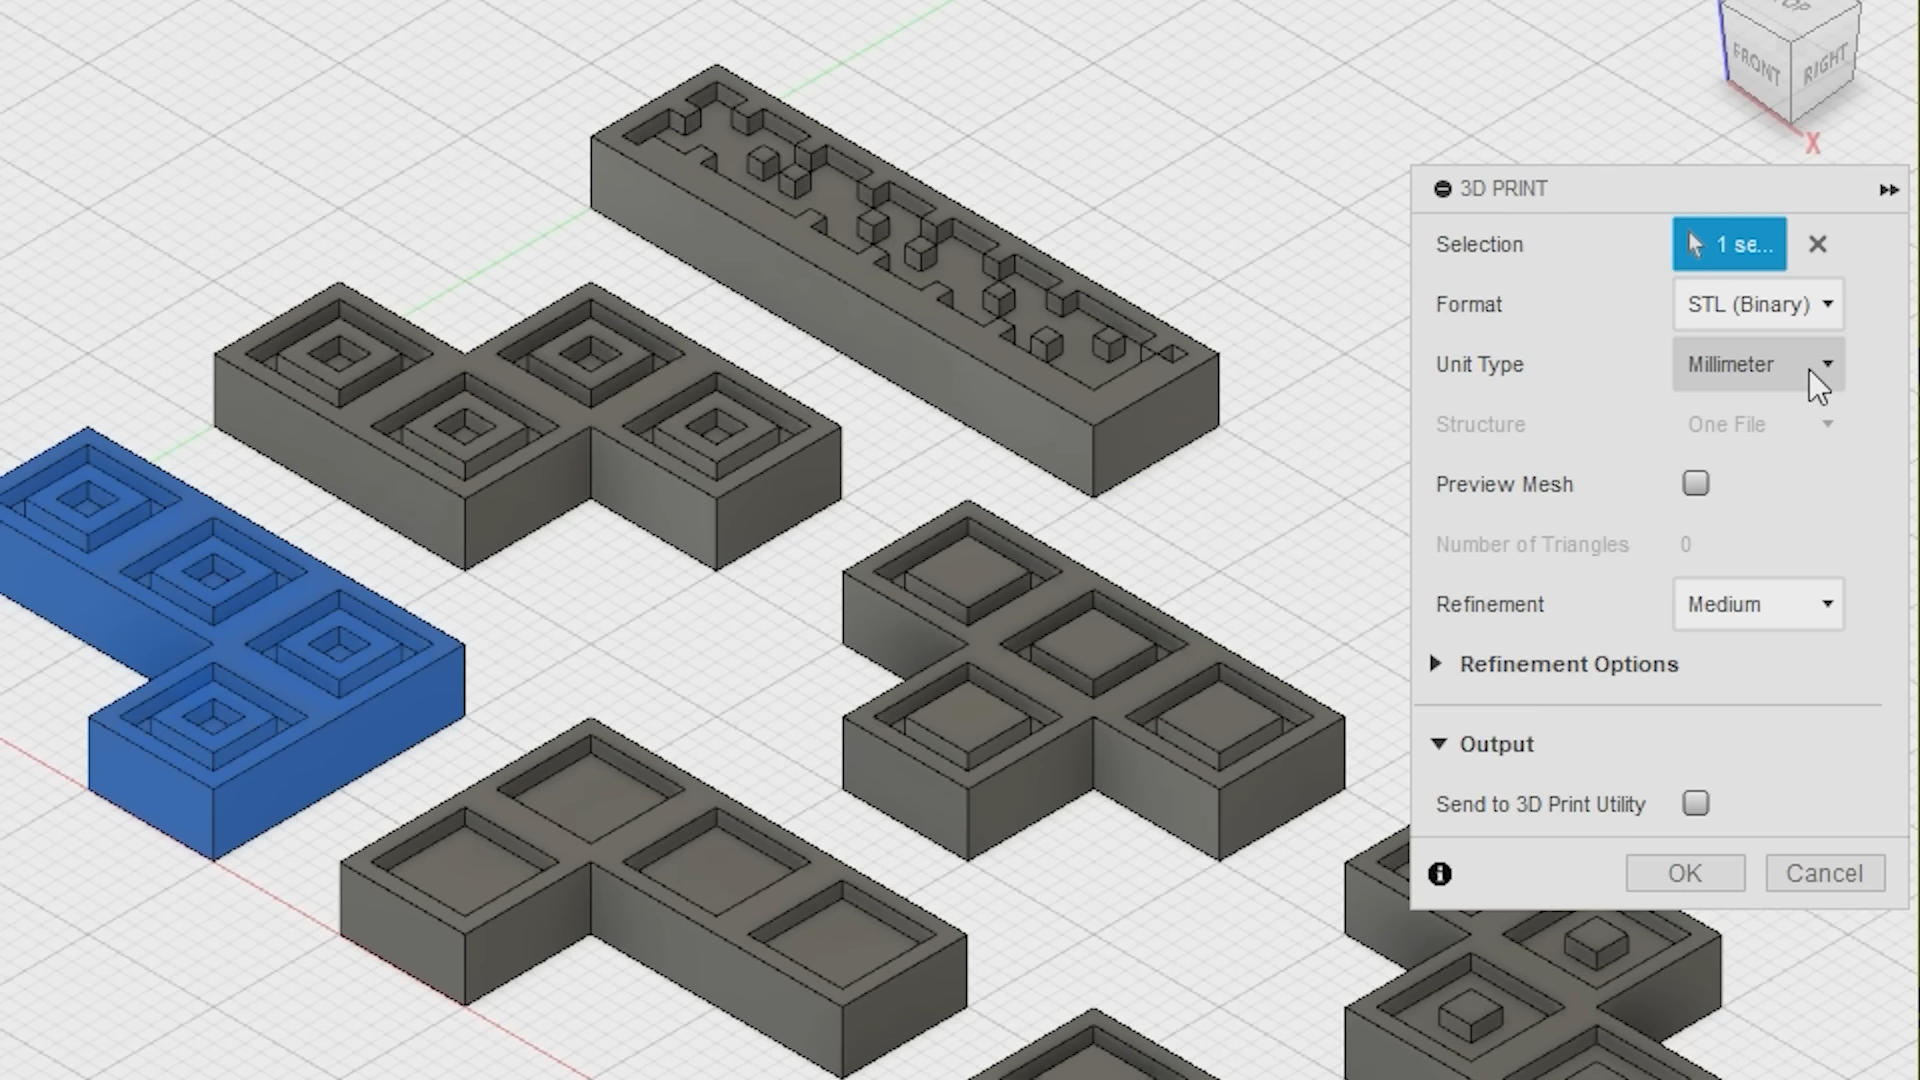 TOP
FRONT
RIGHT
X
3D PRINT
Selection 1 se...
Format STL (Binary)
Unit Type Millimeter
Structure One File
Preview Mesh
Number of Triangles 0
Refinement Medium
Refinement Options
Output
Send to 3D Print Utility
OK Cancel